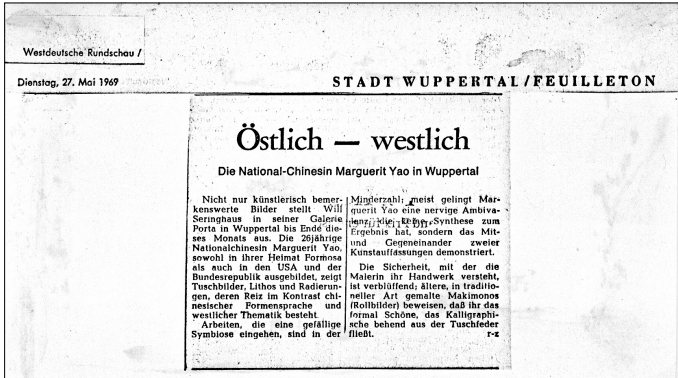 Westdeutsche Rundschau /
Dienstag, 27. Mai 1969
STADT WUPPERTAL/FEUILLETON
Östlich — westlich
Die National-Chinesin Marguerit Yao in Wuppertal
Nicht nur künstlerisch bemer-
kenswerte Bilder stellt Will
Seringhaus in seiner Galerie
Porta in Wuppertal bis Ende die-
ses Monats aus. Die 26jährige
Nationalchinesin Marguerit Yao,
sowohl in ihrer Heimat Formosa
als auch in den USA und der
Bundesrepublik ausgebildet, zeigt
Tuschbilder, Lithos und Radierun-
gen, deren Reiz im Kontrast chi-
nesischer Formensprache und
westlicher Thematik besteht.
Arbeiten, die eine gefällige
Symbiose eingehen, sind in der
Minderzahl; meist gelingt Mar-
guerit Yao eine nervige Ambiva-
lenz, die keine Synthese zum
Ergebnis hat, sondern das Mit-
und Gegeneinander zweier
Kunstauffassungen demonstriert.
Die Sicherheit, mit der die
Malerin ihr Handwerk versteht,
ist verblüffend; ältere, in traditio-
neller Art gemalte Makimonos
(Rollbilder) beweisen, daß ihr das
formal Schöne, das Kalligraphi-
sche behend aus der Tuschfeder
fließt. r-z